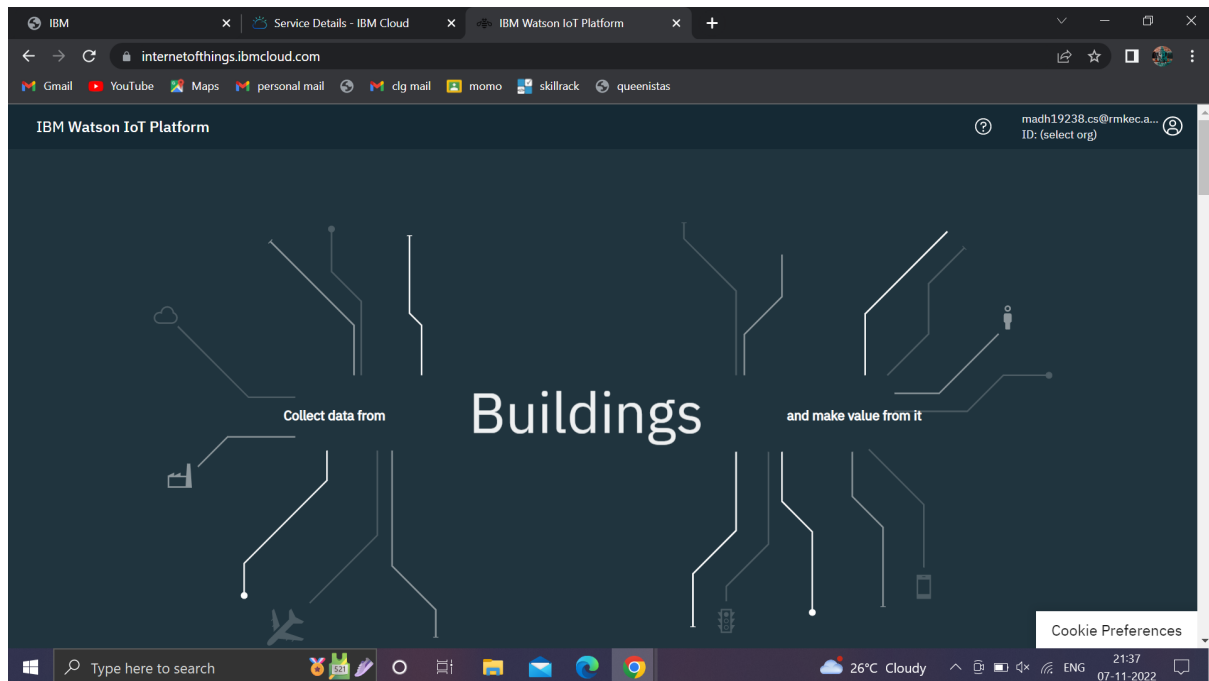 IBM
Service Details - IBM Cloud
IBM Watson IoT Platform
internetofthings.ibmcloud.com
Gmail YouTube Maps personal mail clg mail momo skillrack queenistas
IBM Watson IoT Platform
madh19238.cs@rmkec.a...
ID: (select org)
Collect data from
Buildings
and make value from it
Cookie Preferences
Type here to search
521
26°C Cloudy
ENG
21:37
07-11-2022